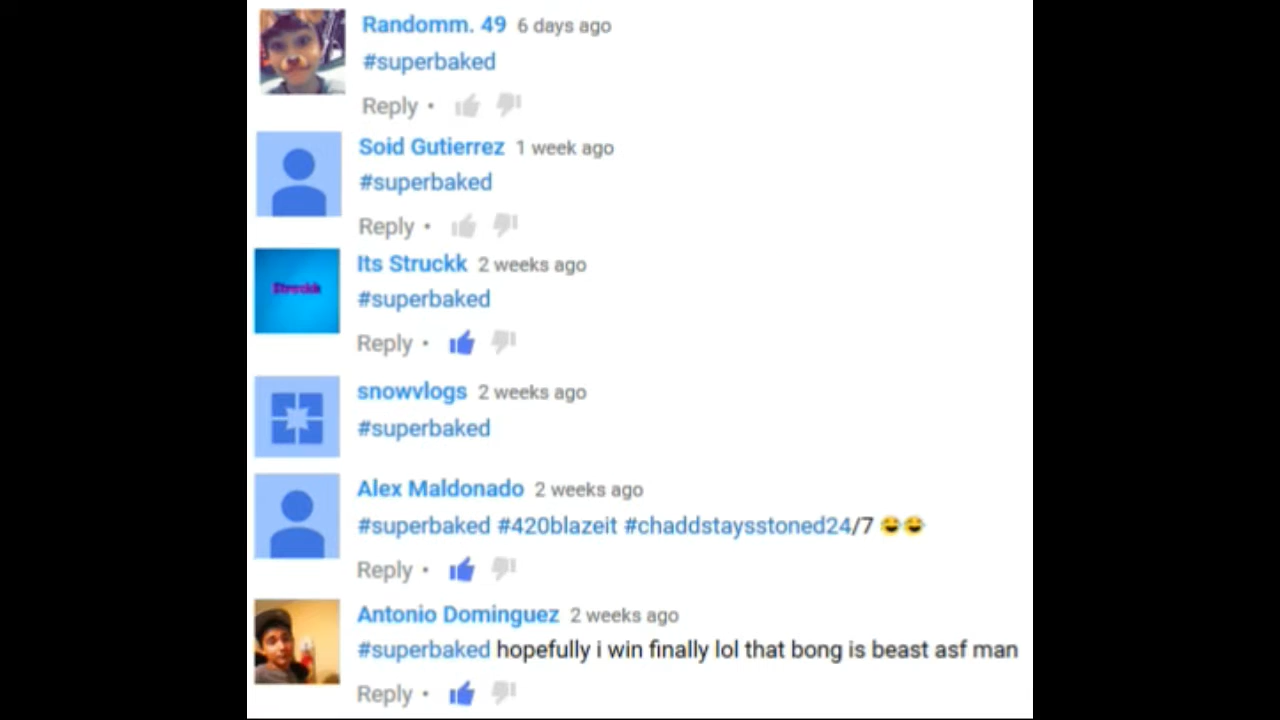 Randomm. 49 6 days ago
#superbaked
Reply •
Soid Gutierrez 1 week ago
#superbaked
Reply •
Its Struckk 2 weeks ago
Struckk
#superbaked
Reply •
snowvlogs 2 weeks ago
#superbaked
Alex Maldonado 2 weeks ago
#superbaked #420blazeit #chaddstaysstoned24/7 😂😂
Reply •
Antonio Dominguez 2 weeks ago
#superbaked hopefully i win finally lol that bong is beast asf man
Reply •